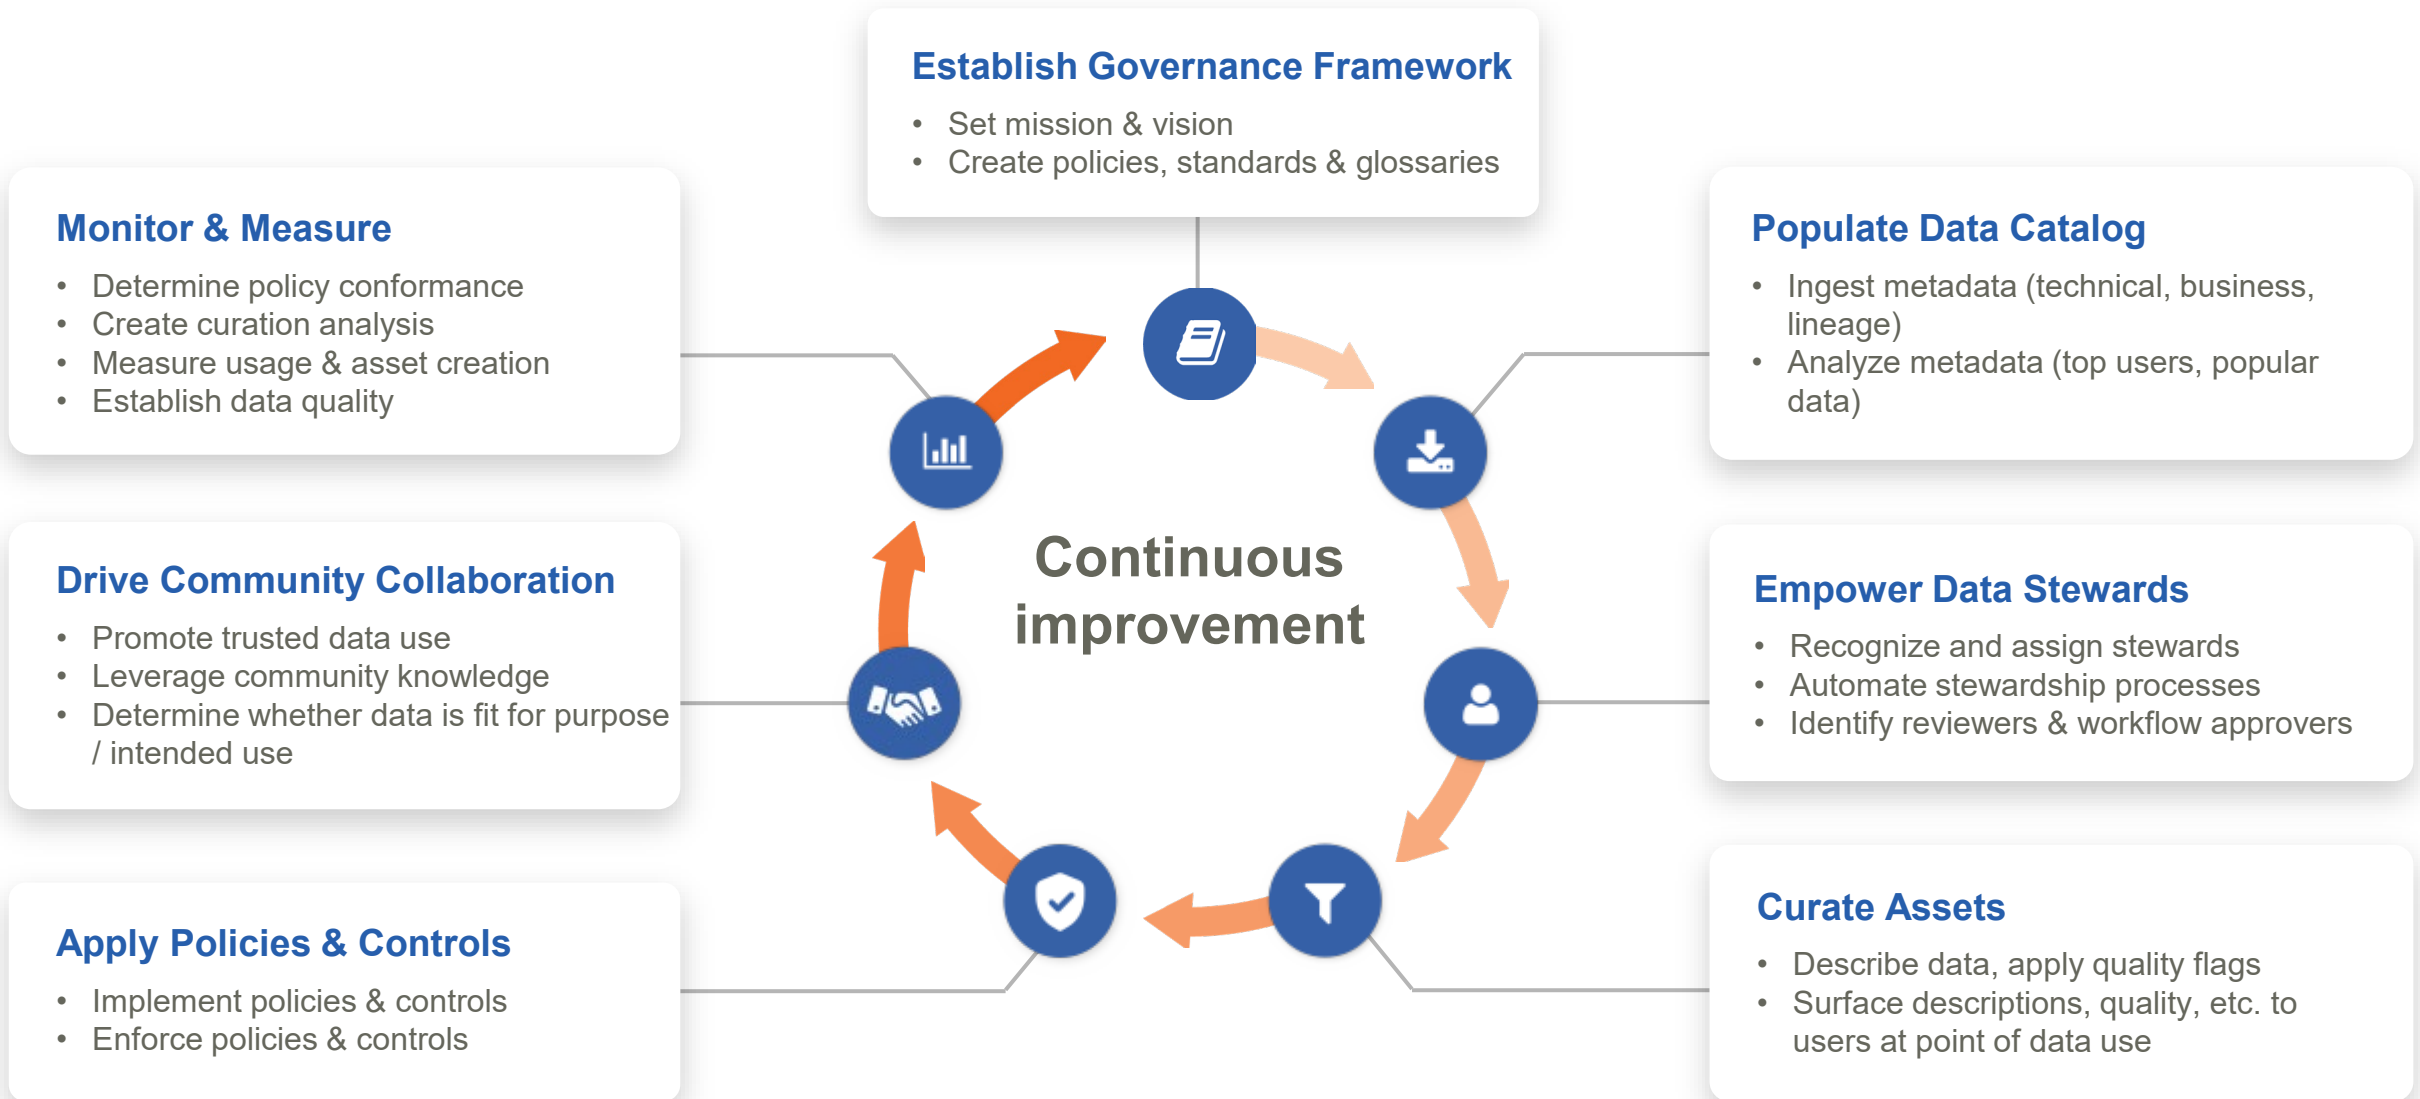 Establish Governance Framework
• Set mission & vision
• Create policies, standards & glossaries
Monitor & Measure
• Determine policy conformance
• Create curation analysis
• Measure usage & asset creation
• Establish data quality
Populate Data Catalog
• Ingest metadata (technical, business,
lineage)
• Analyze metadata (top users, popular
data)
Continuous
improvement
Drive Community Collaboration
• Promote trusted data use
• Leverage community knowledge
• Determine whether data is fit for purpose
/ intended use
Empower Data Stewards
• Recognize and assign stewards
• Automate stewardship processes
• Identify reviewers & workflow approvers
Apply Policies & Controls
• Implement policies & controls
• Enforce policies & controls
Curate Assets
• Describe data, apply quality flags
• Surface descriptions, quality, etc. to
users at point of data use